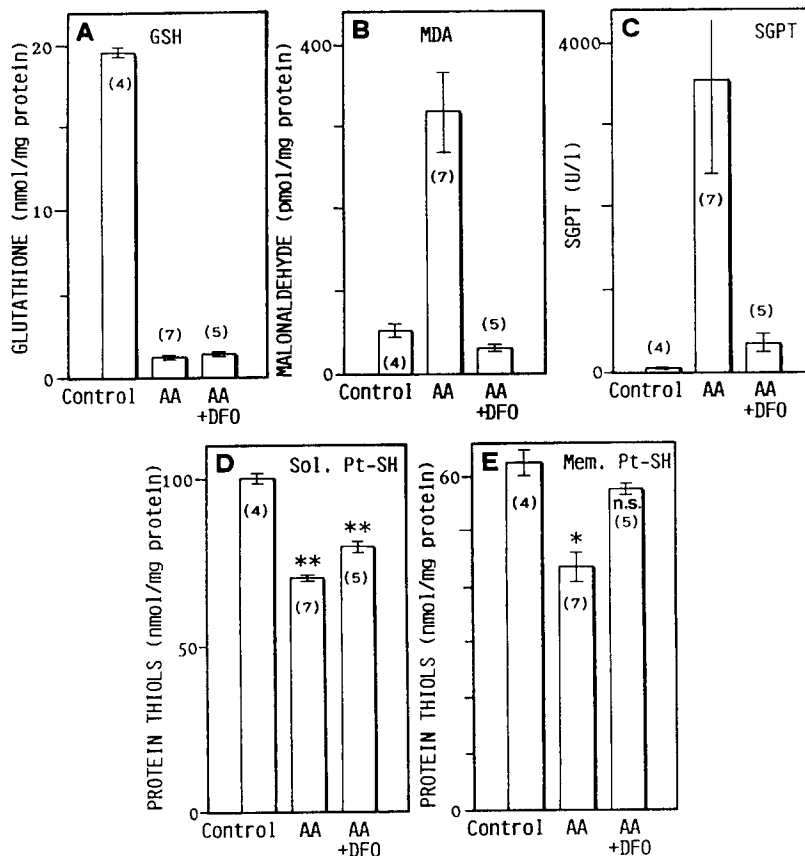 A GSH
GLUTATHIONE (nmol/mg protein)
20
10
0
(4)
(7)
(5)
Control AA AA
+DFO
B MDA
MALONALDEHYDE (pmol/mg protein)
400
0
(4)
(7)
(5)
Control AA AA
+DFO
C SGPT
SGPT (U/l)
4000
0
(4)
(7)
(5)
Control AA AA
+DFO
D Sol. Pt-SH
PROTEIN THIOLS (nmol/mg protein)
100
50
0
(4)
**
(7)
**
(5)
Control AA AA
+DFO
E Mem. Pt-SH
PROTEIN THIOLS (nmol/mg protein)
60
0
(4)
*
(7)
n.s.
(5)
Control AA AA
+DFO